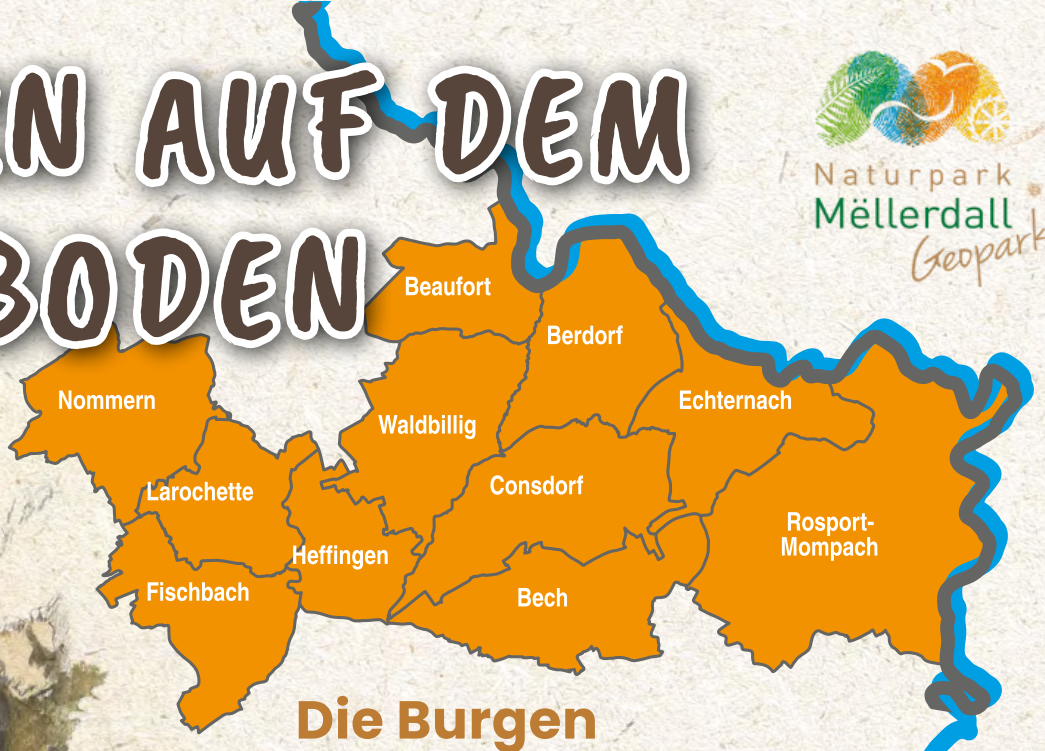 N AUF DEM
BODEN
Naturpark
Mëllerdall
Geopark
Beaufort
Berdorf
Nommern
Echternach
Waldbillig
Larochette
Consdorf
Rosport-
Mompach
Heffingen
Fischbach
Bech
Die Burgen